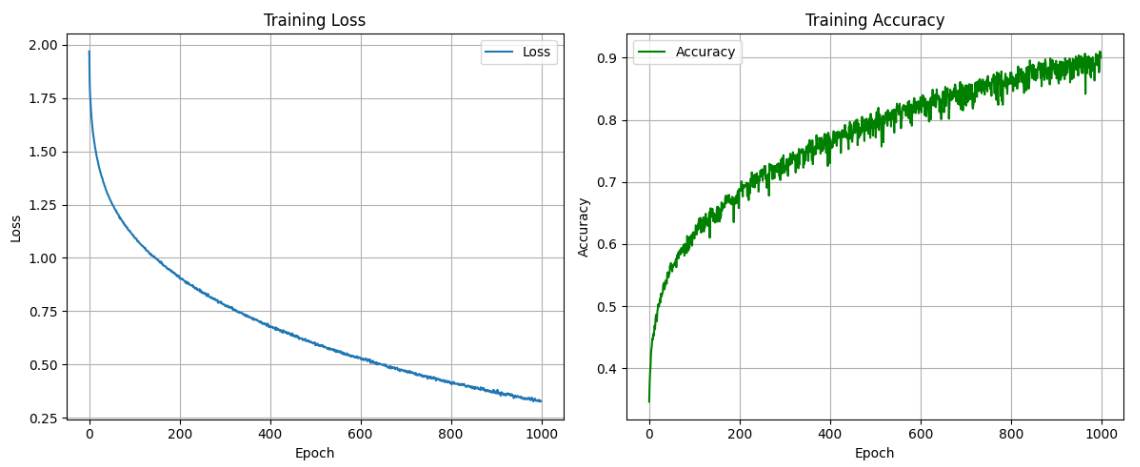 Training Loss
2.00
1.75
1.50
1.25
1.00
0.75
0.50
0.25
Loss
Loss
0 200 400 600 800 1000
Epoch
Training Accuracy
0.9
0.8
0.7
0.6
0.5
0.4
Accuracy
Accuracy
0 200 400 600 800 1000
Epoch